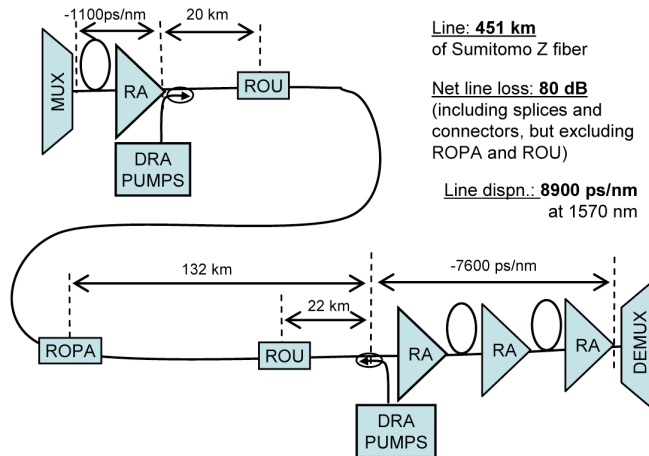 -1100ps/nm
20 km
Line: 451 km
of Sumitomo Z fiber
MUX
RA
ROU
Net line loss: 80 dB
(including splices and
connectors, but excluding
ROPA and ROU)
DRA
PUMPS
Line dispn.: 8900 ps/nm
at 1570 nm
132 km
-7600 ps/nm
22 km
ROPA
ROU
RA
RA
RA
DEMUX
DRA
PUMPS